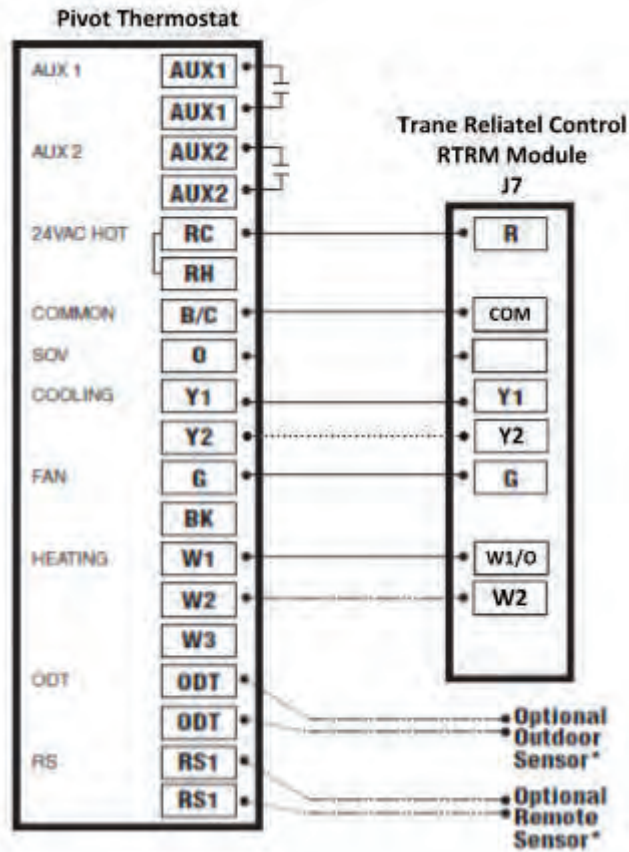 Pivot Thermostat
AUX 1 AUX1
AUX1
AUX 2 AUX2
AUX2
24VAC HOT RC
RH
COMMON B/C
SOV O
COOLING Y1
Y2
FAN G
BK
HEATING W1
W2
W3
ODT ODT
ODT
RS RS1
RS1
Trane Reliatel Control
RTRM Module
J7
R
COM
Y1
Y2
G
W1/O
W2
Optional
Outdoor
Sensor*
Optional
Remote
Sensor*